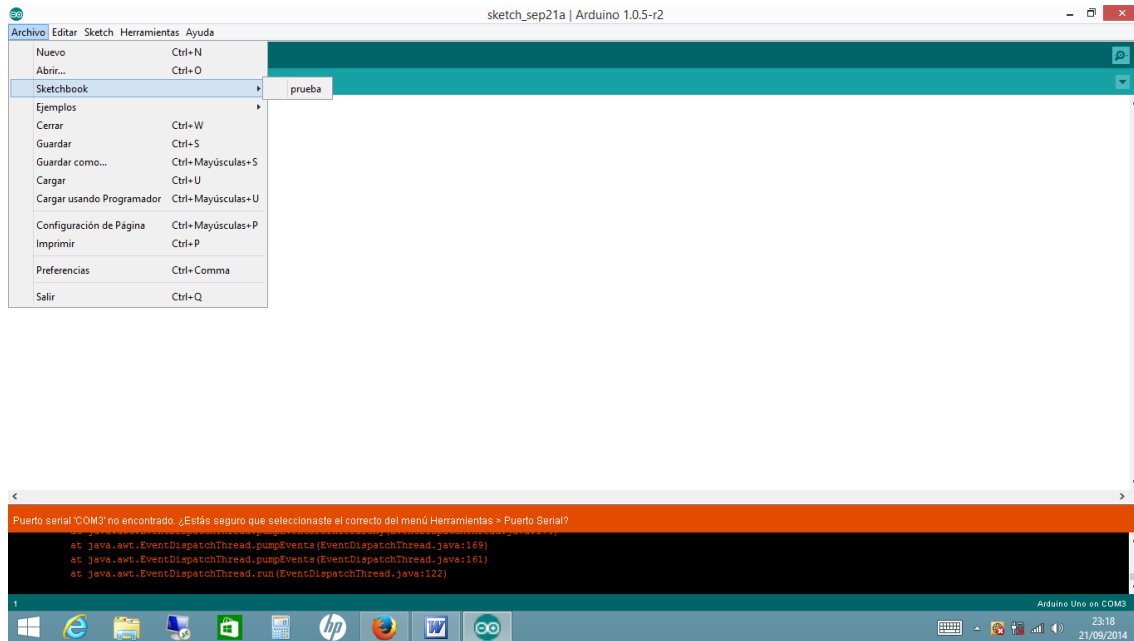 sketch_sep21a | Arduino 1.0.5-r2
Archivo Editar Sketch Herramientas Ayuda
Nuevo Ctrl+N
Abrir... Ctrl+O
Sketchbook prueba
Ejemplos
Cerrar Ctrl+W
Guardar Ctrl+S
Guardar como... Ctrl+Mayúsculas+S
Cargar Ctrl+U
Cargar usando Programador Ctrl+Mayúsculas+U
Configuración de Página Ctrl+Mayúsculas+P
Imprimir Ctrl+P
Preferencias Ctrl+Comma
Salir Ctrl+Q
Puerto serial 'COM3' no encontrado. ¿Estás seguro que seleccionaste el correcto del menú Herramientas > Puerto Serial?
at java.awt.EventDispatchThread.pumpEvents(EventDispatchThread.java:169)
at java.awt.EventDispatchThread.pumpEvents(EventDispatchThread.java:161)
at java.awt.EventDispatchThread.run(EventDispatchThread.java:122)
1 Arduino Uno on COM3
hp W 23:18
21/09/2014